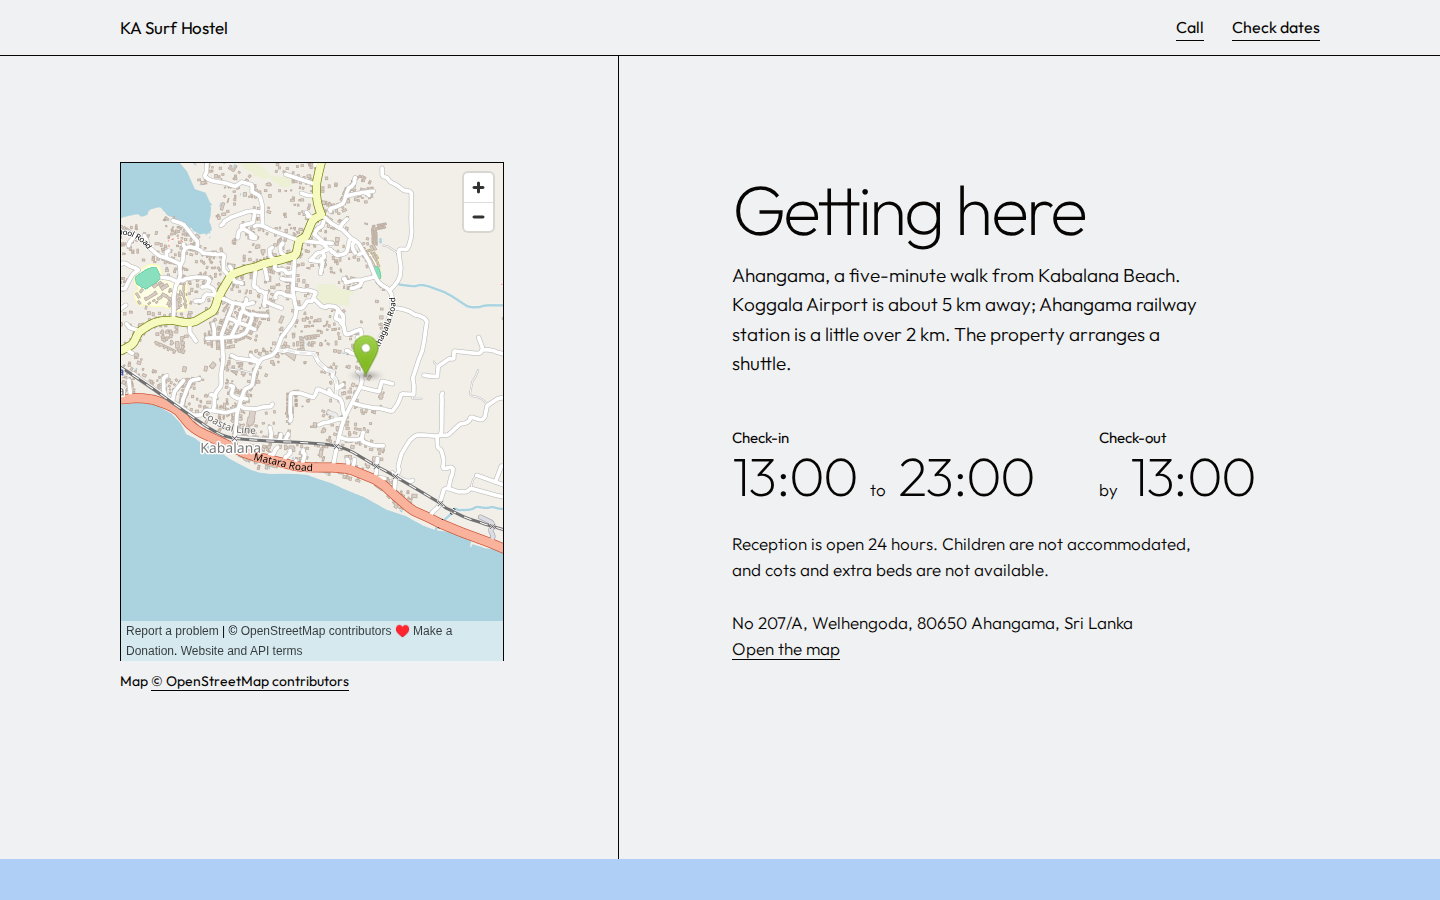 KA Surf Hostel
Call
Check dates
Coastal Line
Kabalana
Matara Road
Report a problem | © OpenStreetMap contributors ❤️ Make a
Donation. Website and API terms
Map © OpenStreetMap contributors
Getting here
Ahangama, a five-minute walk from Kabalana Beach.
Koggala Airport is about 5 km away; Ahangama railway
station is a little over 2 km. The property arranges a
shuttle.
Check-in
Check-out
13:00 to 23:00
by 13:00
Reception is open 24 hours. Children are not accommodated,
and cots and extra beds are not available.
No 207/A, Welhengoda, 80650 Ahangama, Sri Lanka
Open the map